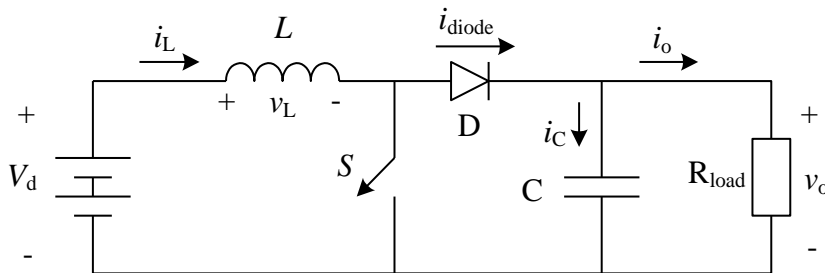 i_L
L
i_diode
i_o
+ v_L -
D
+
+
i_C
V_d
S
C
R_load
v_o
-
-